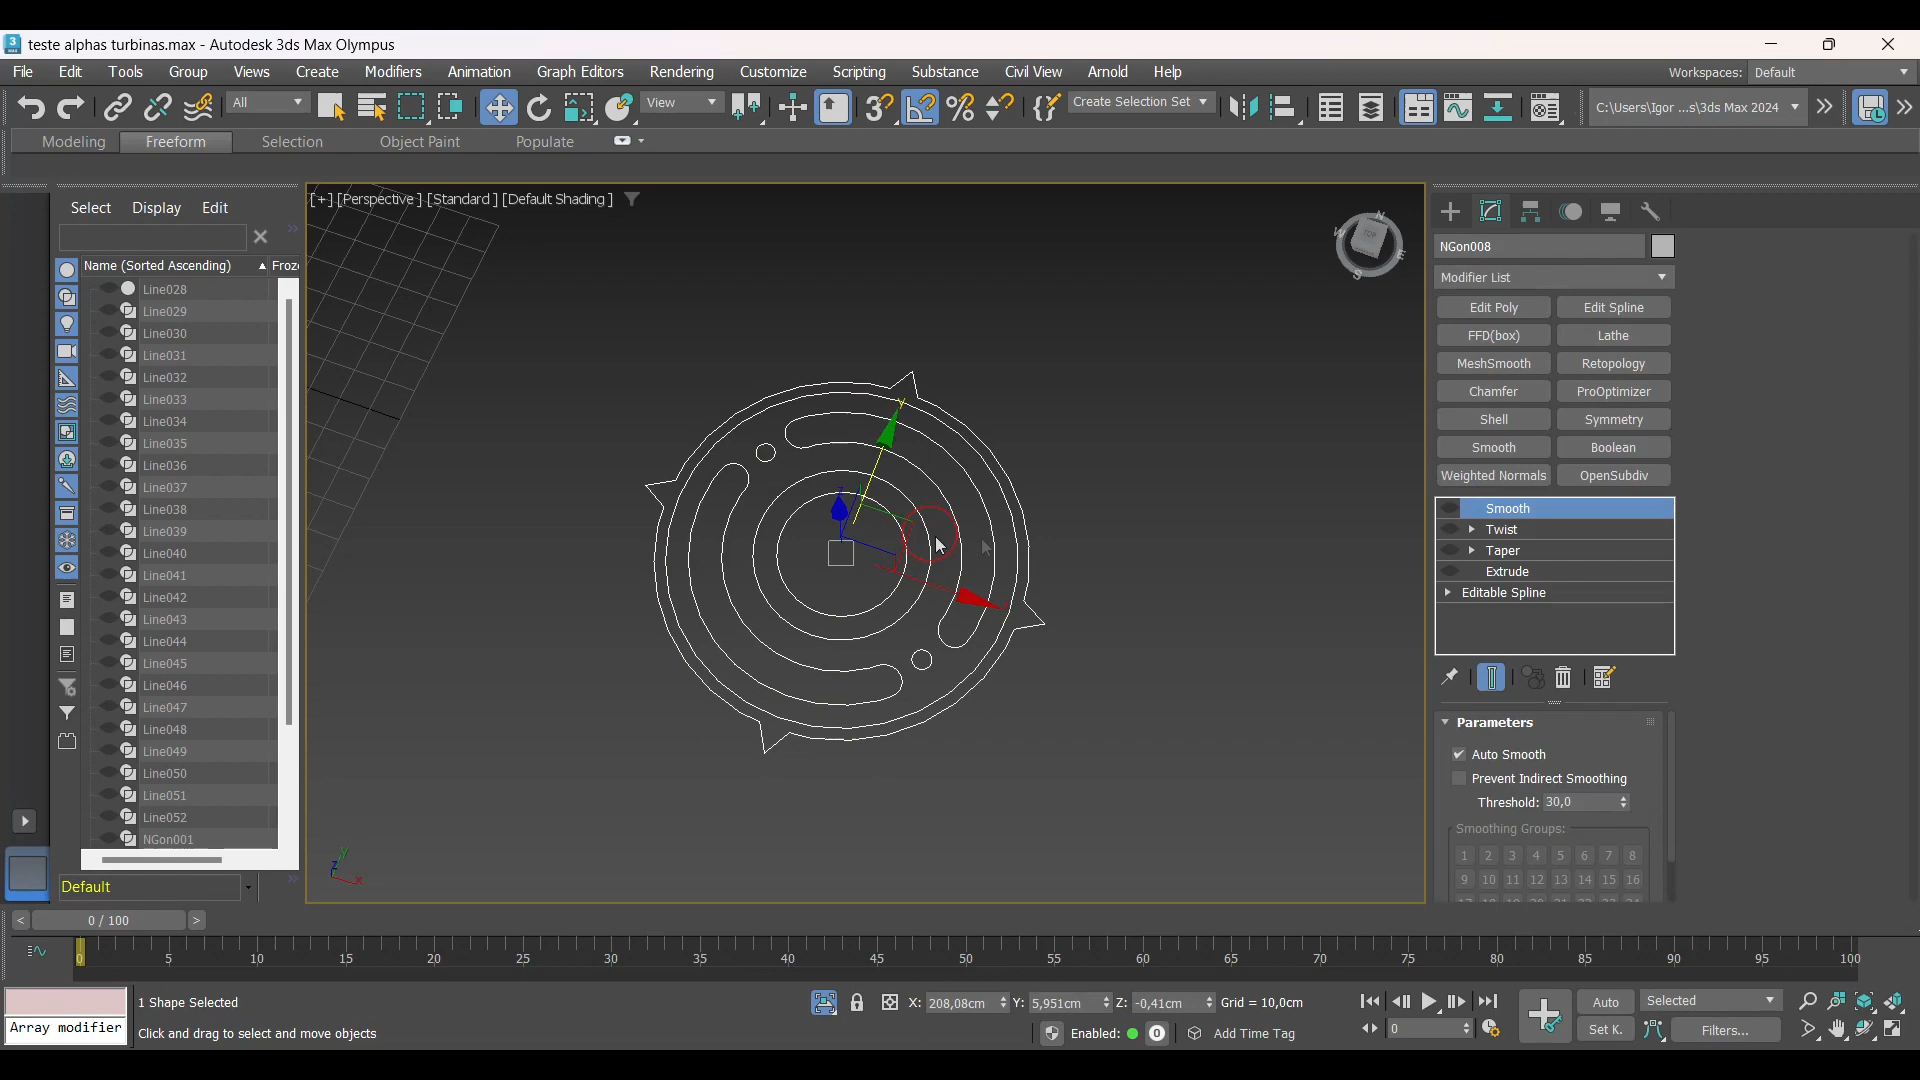 teste alphas turbinas.max - Autodesk 3ds Max Olympus
File Edit Tools Group Views Create Modifiers Animation Graph Editors Rendering Customize Scripting Substance Civil View Arnold Help Workspaces: Default
All View Create Selection Set C:\Users\Igor ...s\3ds Max 2024
Modeling Freeform Selection Object Paint Populate
Select Display Edit
Name (Sorted Ascending) Froz
Line028
Line029
Line030
Line031
Line032
Line033
Line034
Line035
Line036
Line037
Line038
Line039
Line040
Line041
Line042
Line043
Line044
Line045
Line046
Line047
Line048
Line049
Line050
Line051
Line052
NGon001
Default
[+] [Perspective ] [Standard ] [Default Shading ]
TOP
N
W
E
S
y
z
z
y
x
NGon008
Modifier List
Edit Poly Edit Spline
FFD(box) Lathe
MeshSmooth Retopology
Chamfer ProOptimizer
Shell Symmetry
Smooth Boolean
Weighted Normals OpenSubdiv
Smooth
Twist
Taper
Extrude
Editable Spline
Parameters
Auto Smooth
Prevent Indirect Smoothing
Threshold: 30,0
Smoothing Groups:
1 2 3 4 5 6 7 8
9 10 11 12 13 14 15 16
< 0 / 100 >
0 5 10 15 20 25 30 35 40 45 50 55 60 65 70 75 80 85 90 95 100
1 Shape Selected X: 208,08cm Y: 5,951cm Z: -0,41cm Grid = 10,0cm Auto Selected
Array modifier Click and drag to select and move objects Enabled: 0 Add Time Tag 0 Set K. Filters...